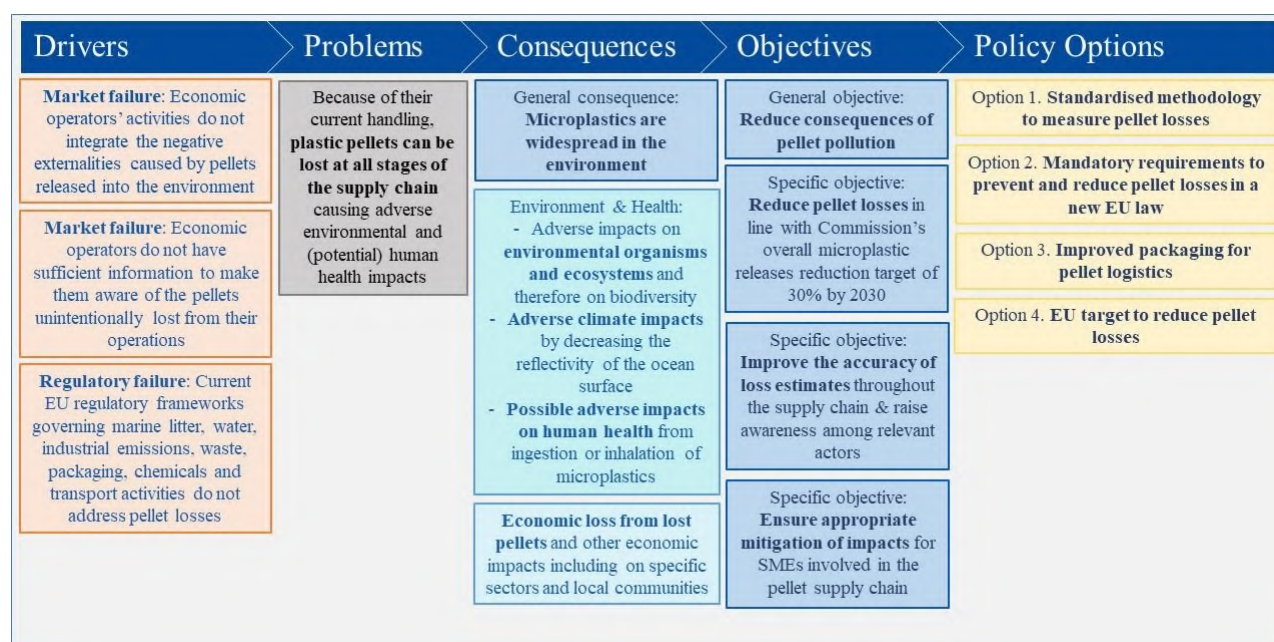 Drivers
Problems
Consequences
Objectives
Policy Options
Market failure: Economic
operators' activities do not
integrate the negative
externalities caused by pellets
released into the environment
Market failure: Economic
operators do not have
sufficient information to make
them aware of the pellets
unintentionally lost from their
operations
Regulatory failure: Current
EU regulatory frameworks
governing marine litter, water,
industrial emissions, waste,
packaging, chemicals and
transport activities do not
address pellet losses
Because of their
current handling,
plastic pellets can be
lost at all stages of
the supply chain
causing adverse
environmental and
(potential) human
health impacts
General consequence:
Microplastics are
widespread in the
environment
Environment & Health:
- Adverse impacts on
environmental organisms
and ecosystems and
therefore on biodiversity
- Adverse climate impacts
by decreasing the
reflectivity of the ocean
surface
- Possible adverse impacts
on human health from
ingestion or inhalation of
microplastics
Economic loss from lost
pellets and other economic
impacts including on specific
sectors and local communities
General objective:
Reduce consequences of
pellet pollution
Specific objective:
Reduce pellet losses in
line with Commission's
overall microplastic
releases reduction target of
30% by 2030
Specific objective:
Improve the accuracy of
loss estimates throughout
the supply chain & raise
awareness among relevant
actors
Specific objective:
Ensure appropriate
mitigation of impacts for
SMEs involved in the
pellet supply chain
Option 1. Standardised methodology
to measure pellet losses
Option 2. Mandatory requirements to
prevent and reduce pellet losses in a
new EU law
Option 3. Improved packaging for
pellet logistics
Option 4. EU target to reduce pellet
losses